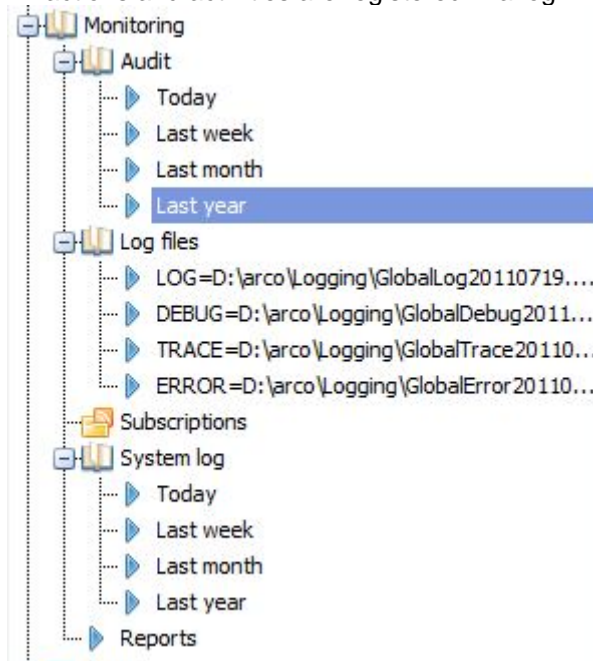 Monitoring
Audit
Today
Last week
Last month
Last year
Log files
LOG=D:\arco\Logging\GlobalLog20110719....
DEBUG=D:\arco\Logging\GlobalDebug2011...
TRACE=D:\arco\Logging\GlobalTrace20110...
ERROR=D:\arco\Logging\GlobalError20110...
Subscriptions
System log
Today
Last week
Last month
Last year
Reports